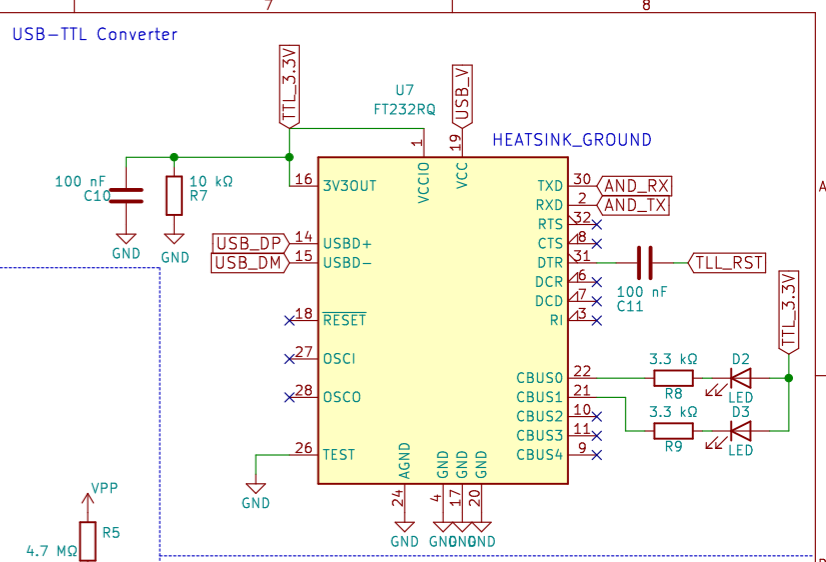 7
8
USB-TTL Converter
TTL_3.3V
USB_V
U7
FT232RQ
HEATSINK_GROUND
A
1
19
VCCIO
VCC
100 nF
C10
10 kΩ
R7
GND
GND
16
3V3OUT
14
USBD+
USB_DP
15
USBD-
USB_DM
18
RESET
27
OSCI
28
OSCO
26
TEST
GND
TXD
30
AND_RX
RXD
2
AND_TX
RTS
32
CTS
8
DTR
31
TLL_RST
100 nF
C11
DCR
6
DCD
7
RI
3
TTL_3.3V
CBUS0
22
3.3 kΩ
R8
D2
LED
CBUS1
21
3.3 kΩ
R9
D3
LED
CBUS2
10
CBUS3
11
CBUS4
9
AGND
GND
GND
GND
24
4
17
20
GND
GND
GND
GND
VPP
R5
4.7 MΩ